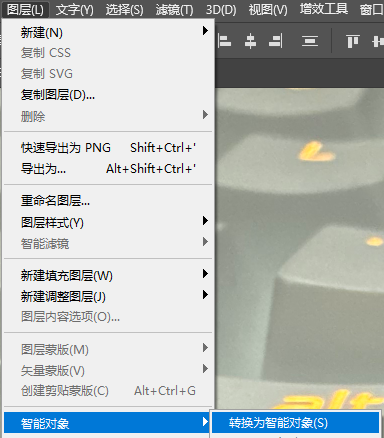 图层(L) 文字(Y) 选择(S) 滤镜(T) 3D(D) 视图(V) 增效工具 窗
新建(N)
复制 CSS
复制 SVG
复制图层(D)...
删除
快速导出为 PNG Shift+Ctrl+'
导出为... Alt+Shift+Ctrl+'
重命名图层...
图层样式(Y)
智能滤镜
新建填充图层(W)
新建调整图层(J)
图层内容选项(O)...
图层蒙版(M)
矢量蒙版(V)
创建剪贴蒙版(C) Alt+Ctrl+G
智能对象 转换为智能对象(S)
alt